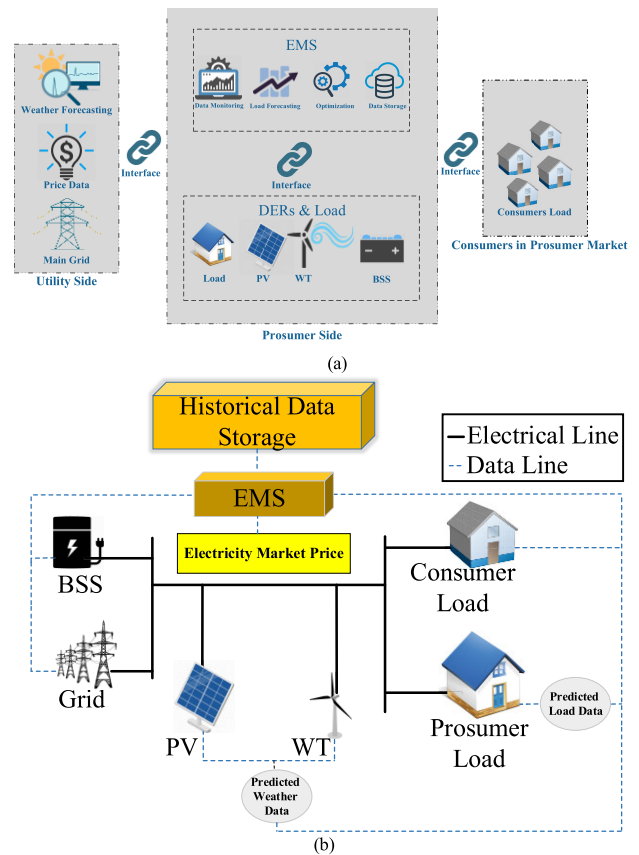 EMS
Data Monitoring
Load Forecasting
Optimization
Data Storage
Weather Forecasting
Price Data
Main Grid
Utility Side
Interface
Interface
Interface
DERs & Load
Load
PV
WT
BSS
Prosumer Side
Consumers Load
Consumers in Prosumer Market
(a)
Historical Data
Storage
EMS
Electricity Market Price
Electrical Line
Data Line
BSS
Grid
PV
WT
Consumer
Load
Prosumer
Load
Predicted
Load Data
Predicted
Weather
Data
(b)